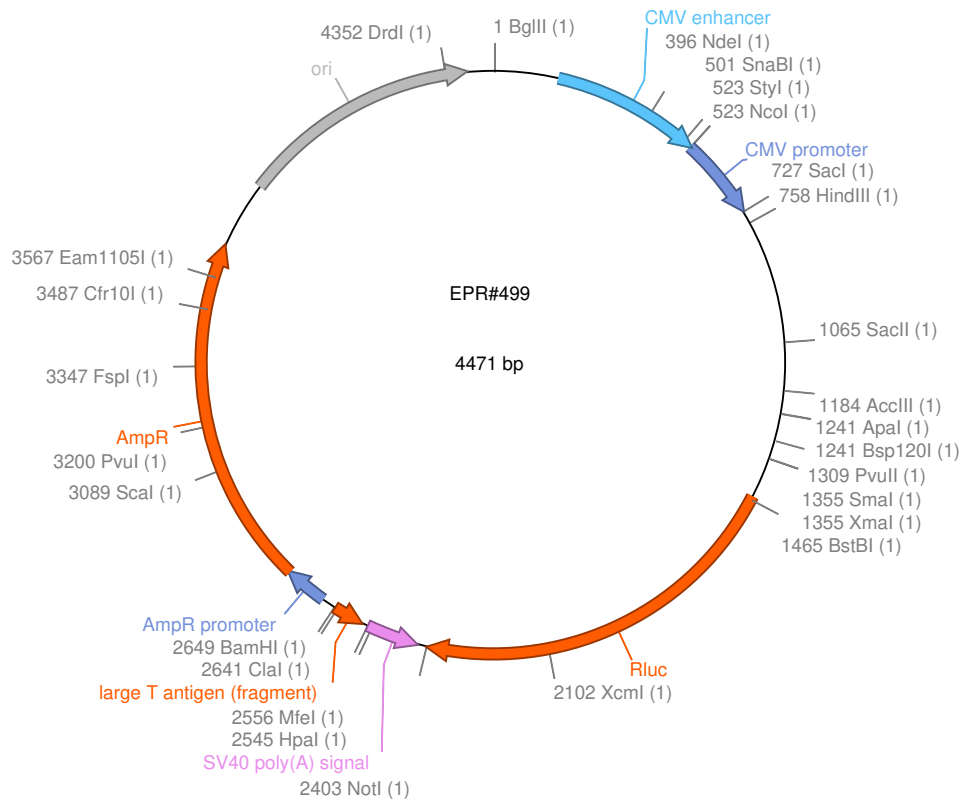 CMV enhancer
4352 DrdI (1)
1 BglII (1)
396 NdeI (1)
501 SnaBI (1)
523 StyI (1)
523 NcoI (1)
ori
CMV promoter
727 SacI (1)
758 HindIII (1)
3567 Eam1105I (1)
3487 Cfr10I (1)
EPR#499
1065 SacII (1)
4471 bp
3347 FspI (1)
1184 AccIII (1)
1241 ApaI (1)
AmpR
1241 Bsp120I (1)
3200 PvuI (1)
1309 PvuII (1)
3089 ScaI (1)
1355 SmaI (1)
1355 XmaI (1)
1465 BstBI (1)
AmpR promoter
2649 BamHI (1)
2641 ClaI (1)
Rluc
large T antigen (fragment)
2102 XcmI (1)
2556 MfeI (1)
2545 HpaI (1)
SV40 poly(A) signal
2403 NotI (1)